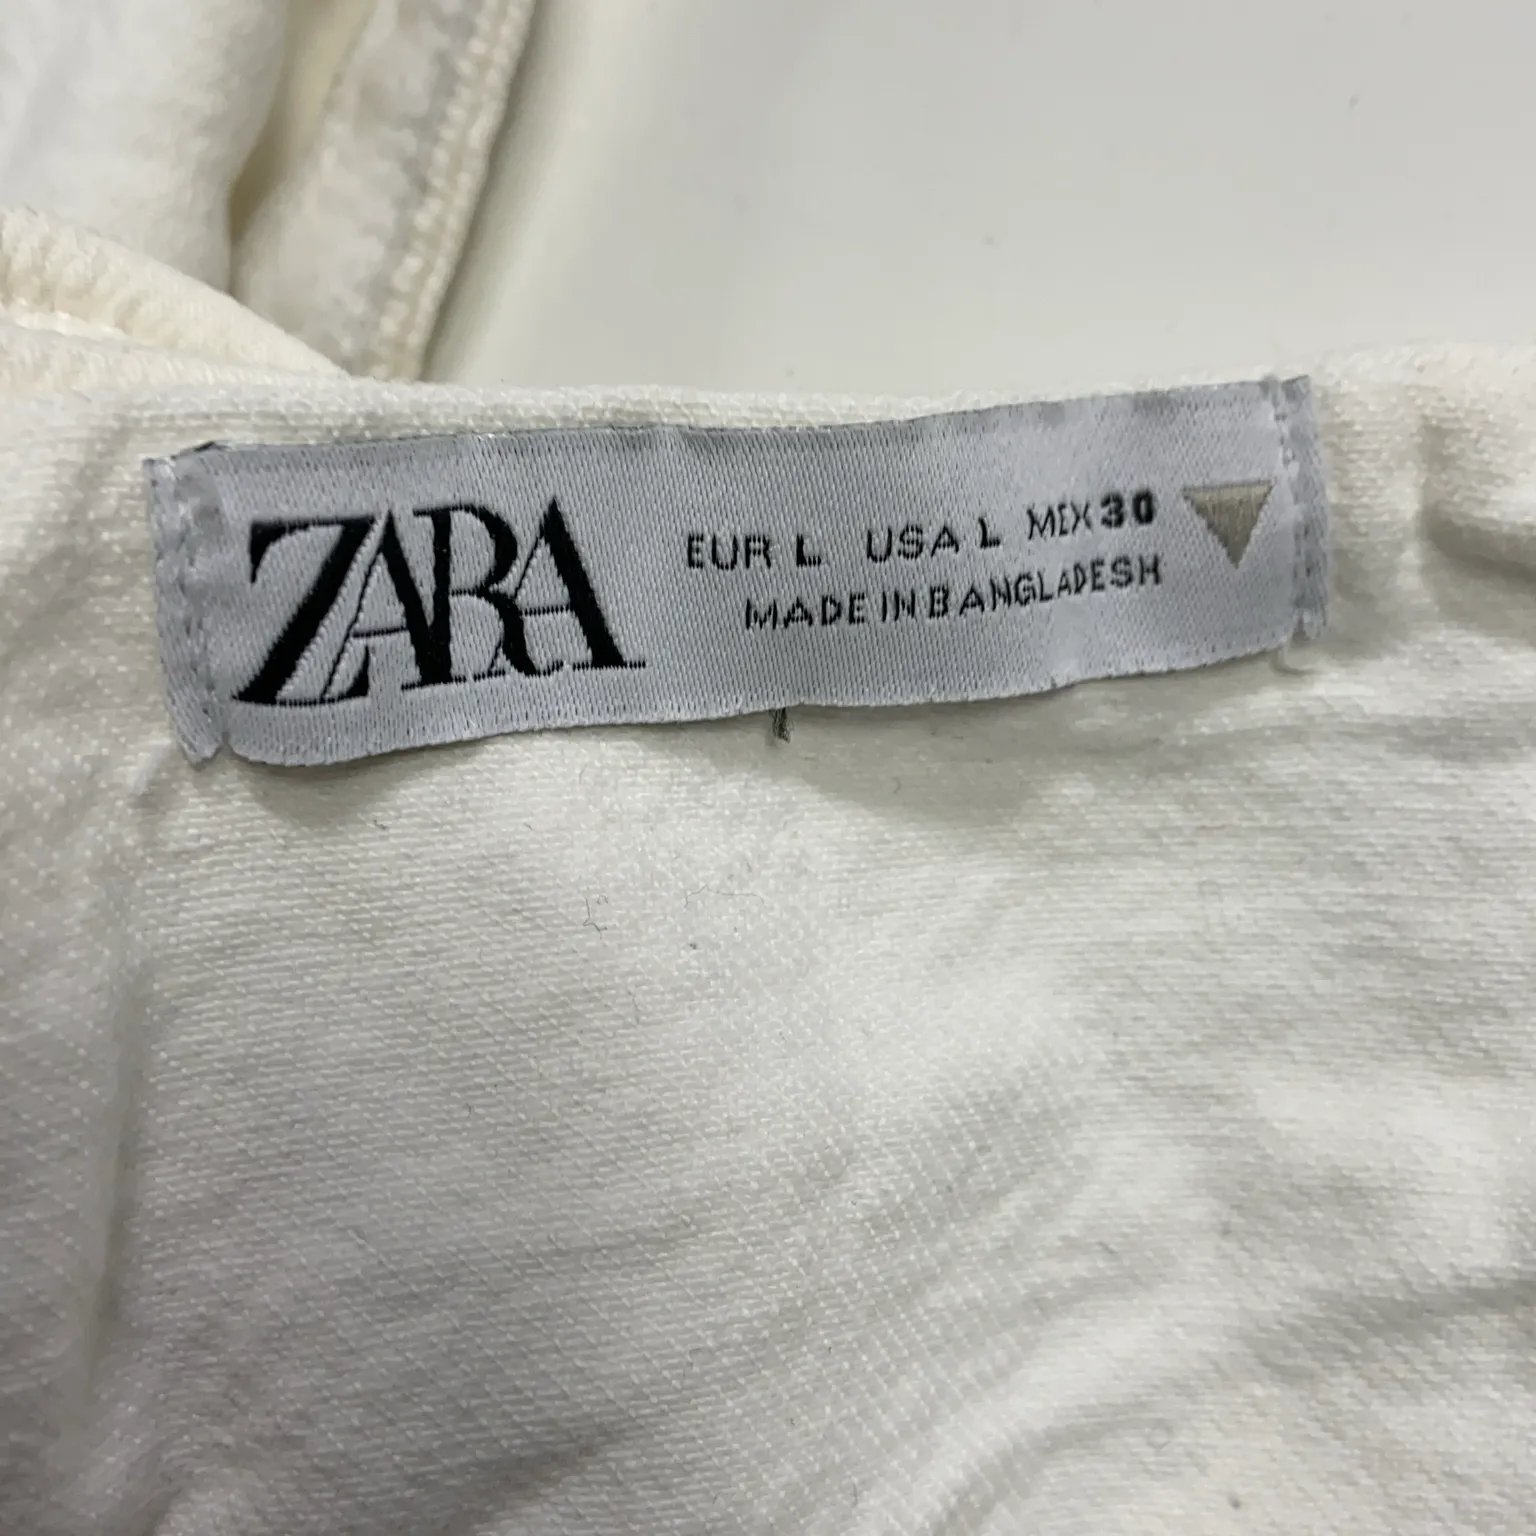 ZARA
EUR L USA L MEX 30
MADE IN BANGLADESH